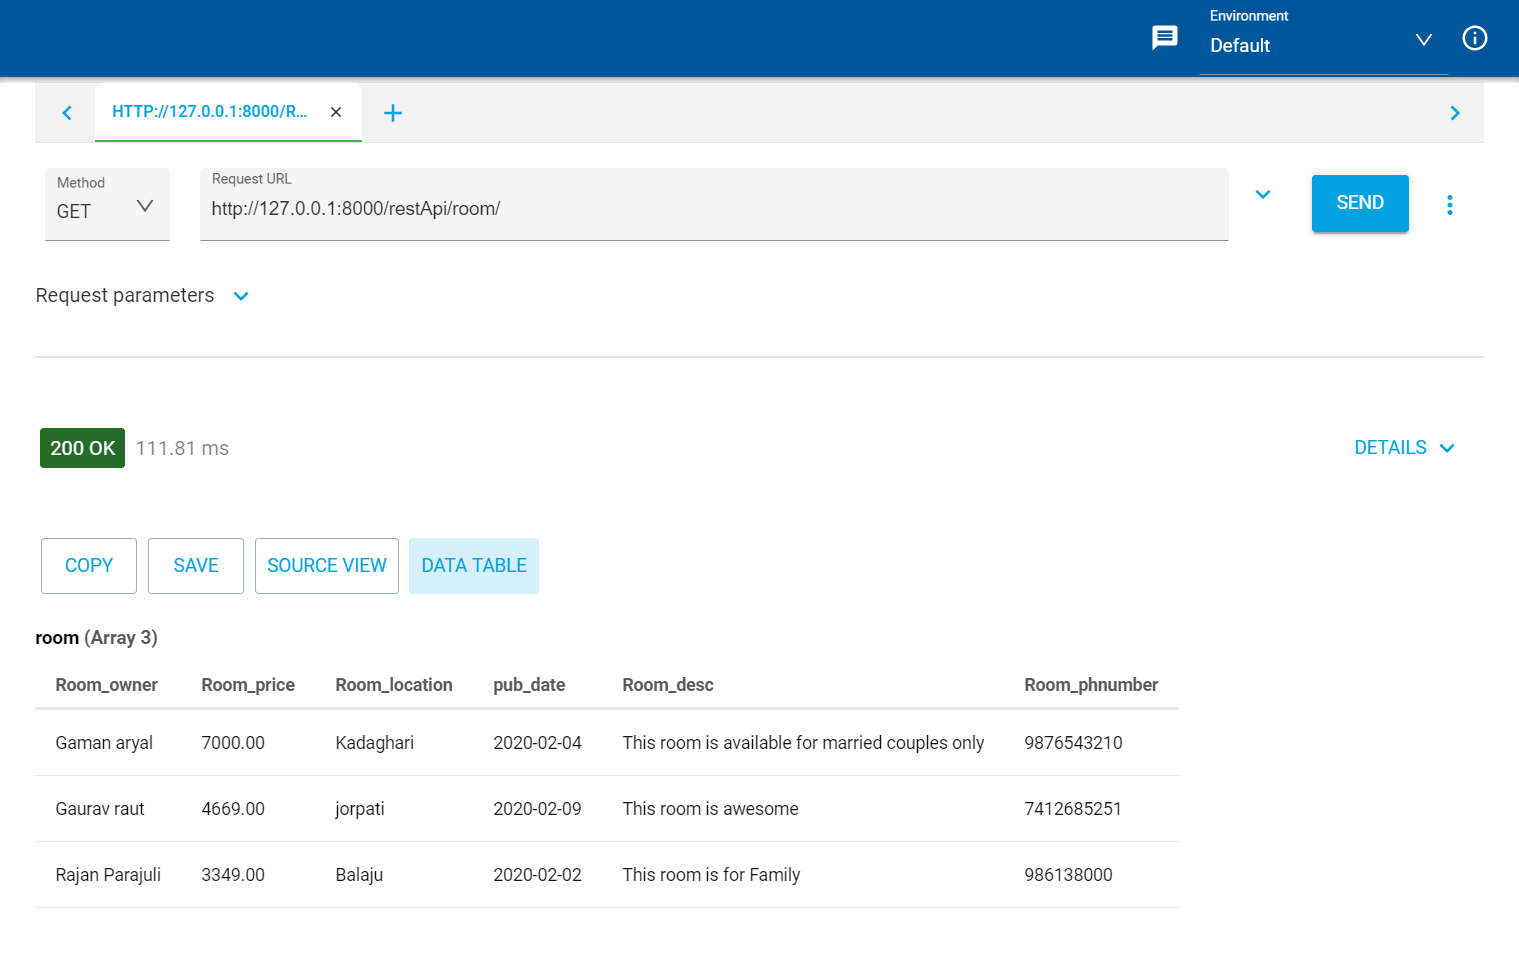 Environment
Default
HTTP://127.0.0.1:8000/R...
Method
GET
Request URL
http://127.0.0.1:8000/restApi/room/
SEND
Request parameters
200 OK 111.81 ms
DETAILS
COPY SAVE SOURCE VIEW DATA TABLE
room (Array 3)
Room_owner Room_price Room_location pub_date Room_desc Room_phnumber
Gaman aryal 7000.00 Kadaghari 2020-02-04 This room is available for married couples only 9876543210
Gaurav raut 4669.00 jorpati 2020-02-09 This room is awesome 7412685251
Rajan Parajuli 3349.00 Balaju 2020-02-02 This room is for Family 986138000